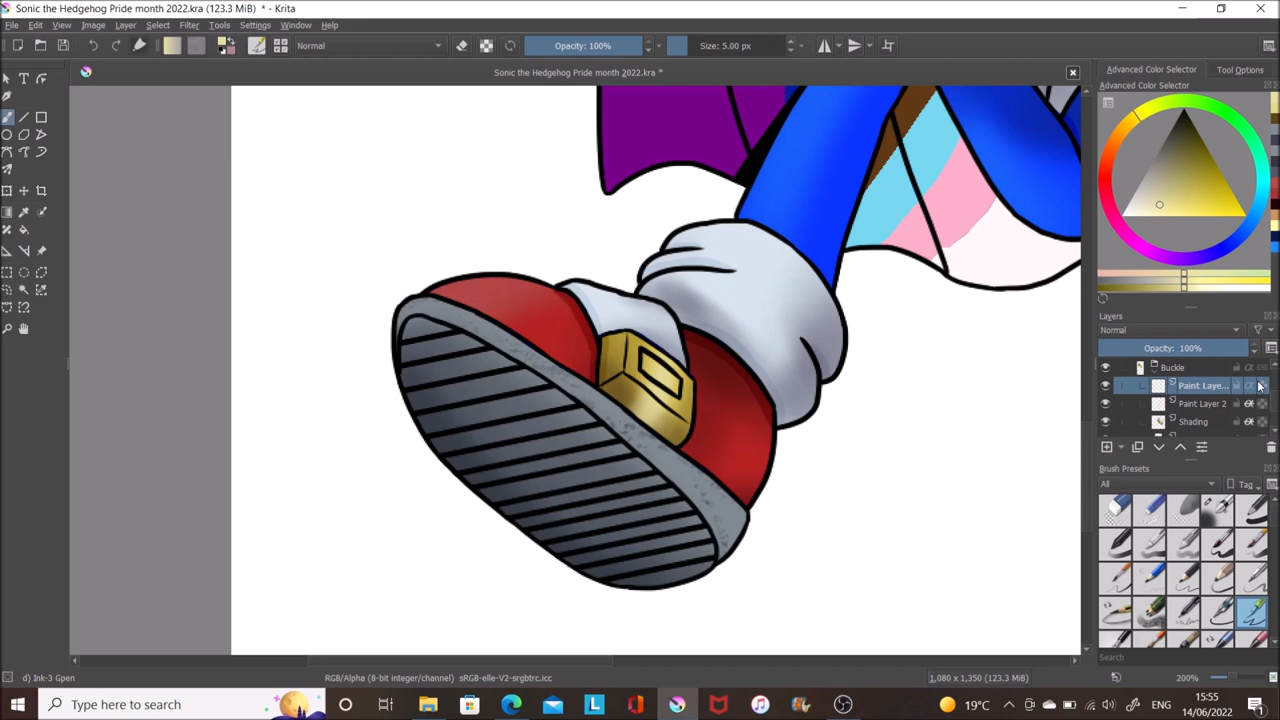 Sonic the Hedgehog Pride month 2022.kra (123.3 MiB) * - Krita
File Edit View Image Layer Select Filter Tools Settings Window Help
Normal Opacity: 100% Size: 5.00 px
Sonic the Hedgehog Pride month 2022.kra *
Advanced Color Selector Tool Options
Advanced Color Selector
Layers
Normal
Opacity: 100%
Buckle
Paint Laye...
Paint Layer 2
Shading
Brush Presets
All Tag
Search
d) Ink-3 Gpen RGB/Alpha (8-bit integer/channel) sRGB-elle-V2-srgbtrc.icc 1,080 x 1,350 (123.3 MiB) 200%
Type here to search 19°C ENG 15:55
14/06/2022